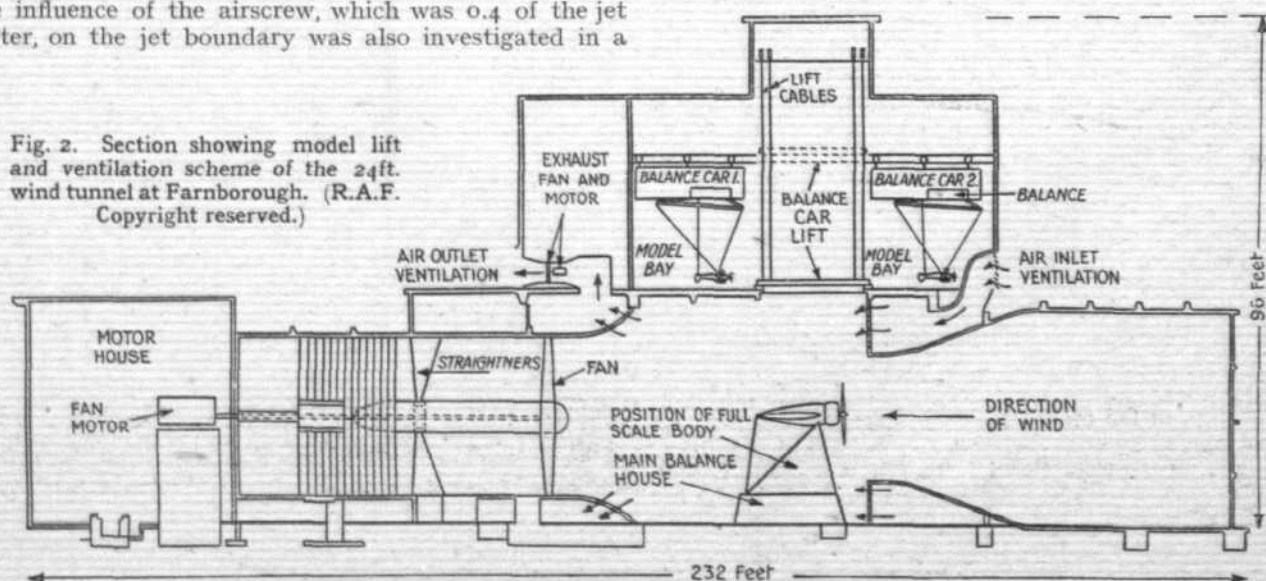 e influence of the airscrew, which was 0.4 of the jet
ter, on the jet boundary was also investigated in a
Fig. 2. Section showing model lift
and ventilation scheme of the 24ft.
wind tunnel at Farnborough. (R.A.F.
Copyright reserved.)
LIFT
CABLES
EXHAUST
FAN AND
MOTOR
BALANCE CAR 1.
BALANCE CAR 2.
BALANCE
BALANCE
CAR
LIFT
MODEL
BAY
MODEL
BAY
AIR OUTLET
VENTILATION
AIR INLET
VENTILATION
96 Feet
MOTOR
HOUSE
STRAIGHTNERS
FAN
FAN
MOTOR
POSITION OF FULL
SCALE BODY
DIRECTION
OF WIND
MAIN BALANCE
HOUSE
232 Feet